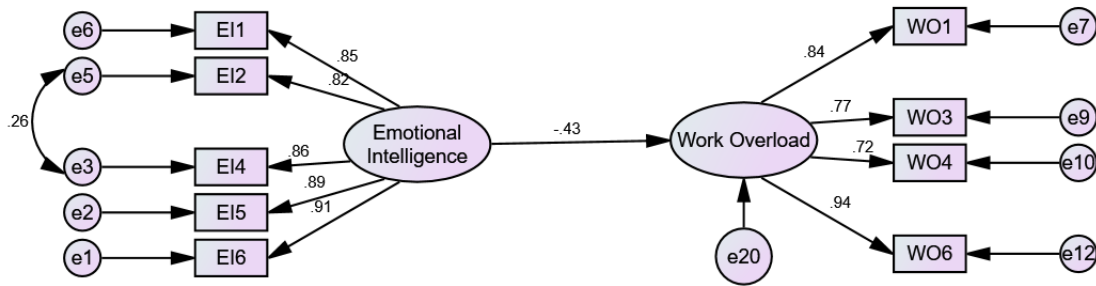 e6
EI1
.85
e5
EI2
.82
.26
Emotional
Intelligence
e3
EI4
.86
e2
EI5
.89
e1
EI6
.91
-.43
Work Overload
e20
.84
WO1
e7
.77
WO3
e9
.72
WO4
e10
.94
WO6
e12